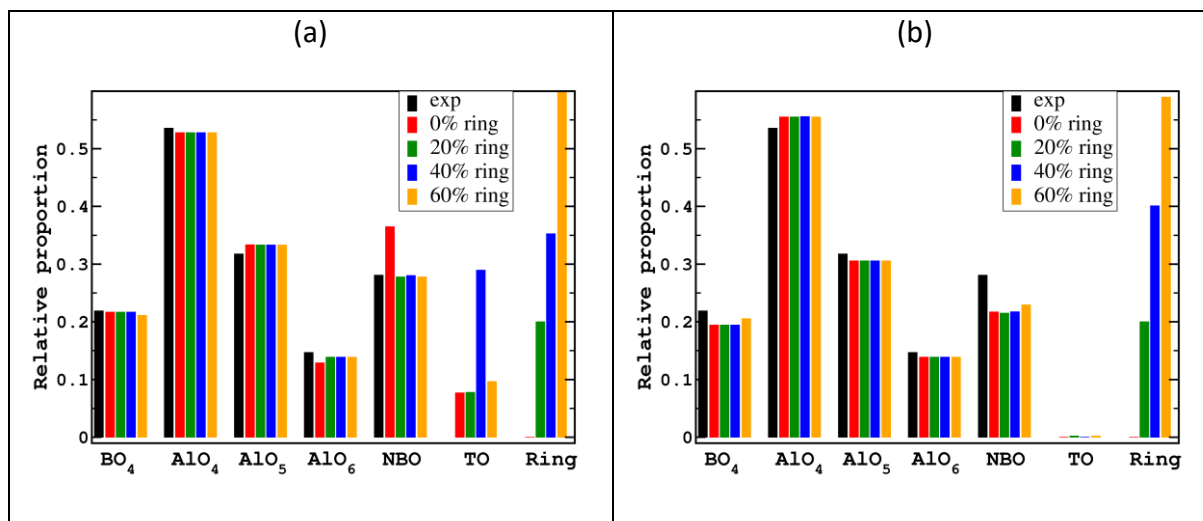 (a)
Relative proportion
0.5
0.4
0.3
0.2
0.1
0
exp
0% ring
20% ring
40% ring
60% ring
BO4 AlO4 AlO5 AlO6 NBO TO Ring
(b)
Relative proportion
0.5
0.4
0.3
0.2
0.1
0
exp
0% ring
20% ring
40% ring
60% ring
BO4 AlO4 AlO5 AlO6 NBO TO Ring